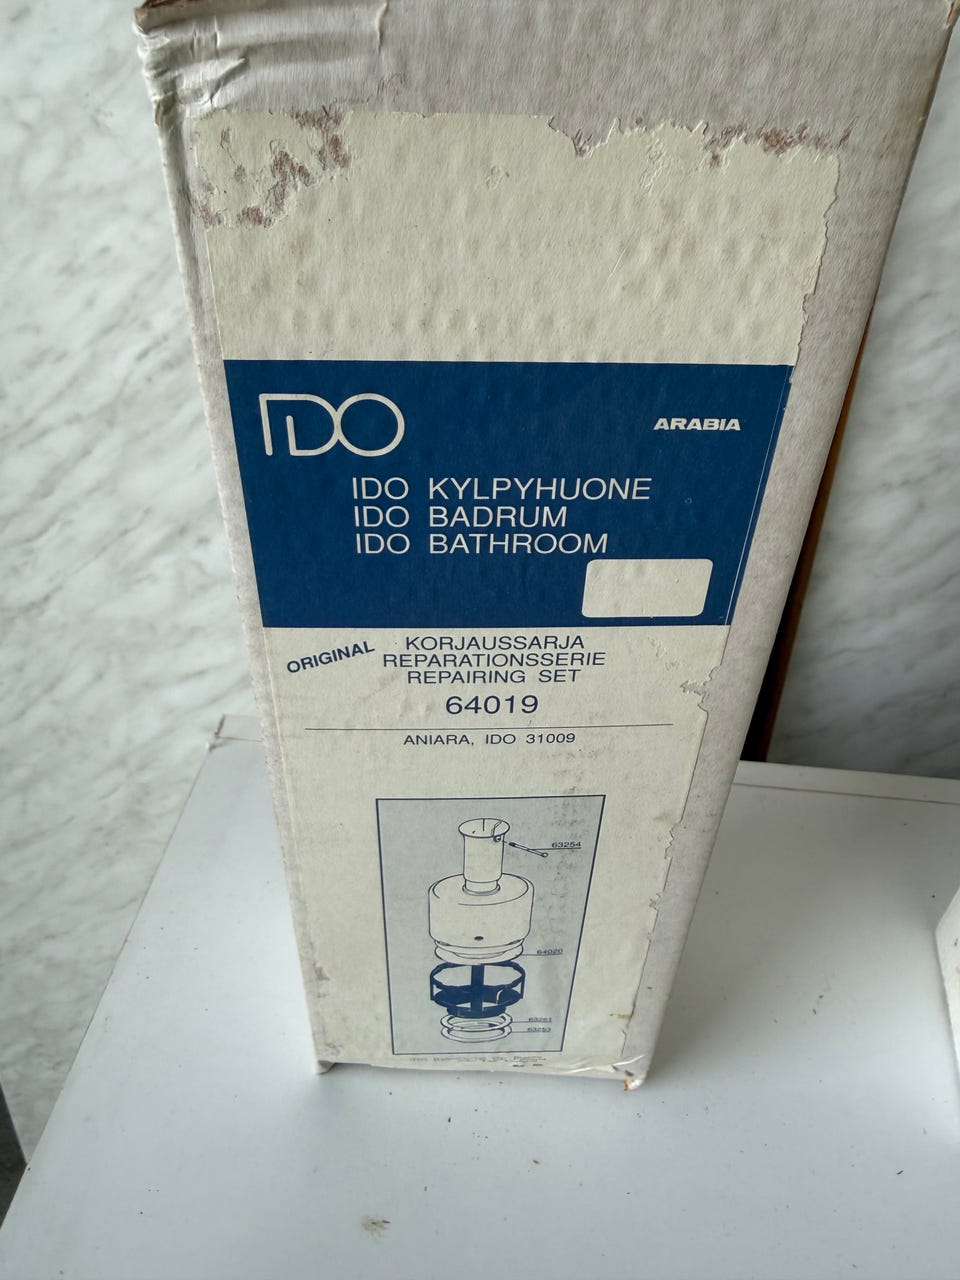 IDO
ARABIA
IDO KYLPYHUONE
IDO BADRUM
IDO BATHROOM
ORIGINAL
KORJAUSSARJA
REPARATIONSSERIE
REPAIRING SET
64019
ANIARA, IDO 31009
63254
64020
63261
63253